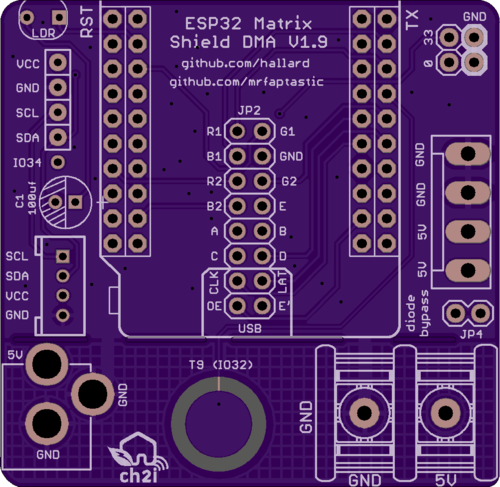 LDR
RST
ESP32 Matrix
Shield DMA V1.9
github.com/hallard
github.com/mrfaptastic
TX
GND
33
0
VCC
GND
SCL
SDA
IO34
C1
100uf
+
JP2
R1 G1
B1 GND
R2 G2
B2 E
A B
C D
CLK LAT
OE E'
USB
GND
GND
5V
5V
SCL
SDA
VCC
GND
diode
bypass
JP4
5V
GND
GND
T9 (IO32)
GND
GND 5V
ch2i